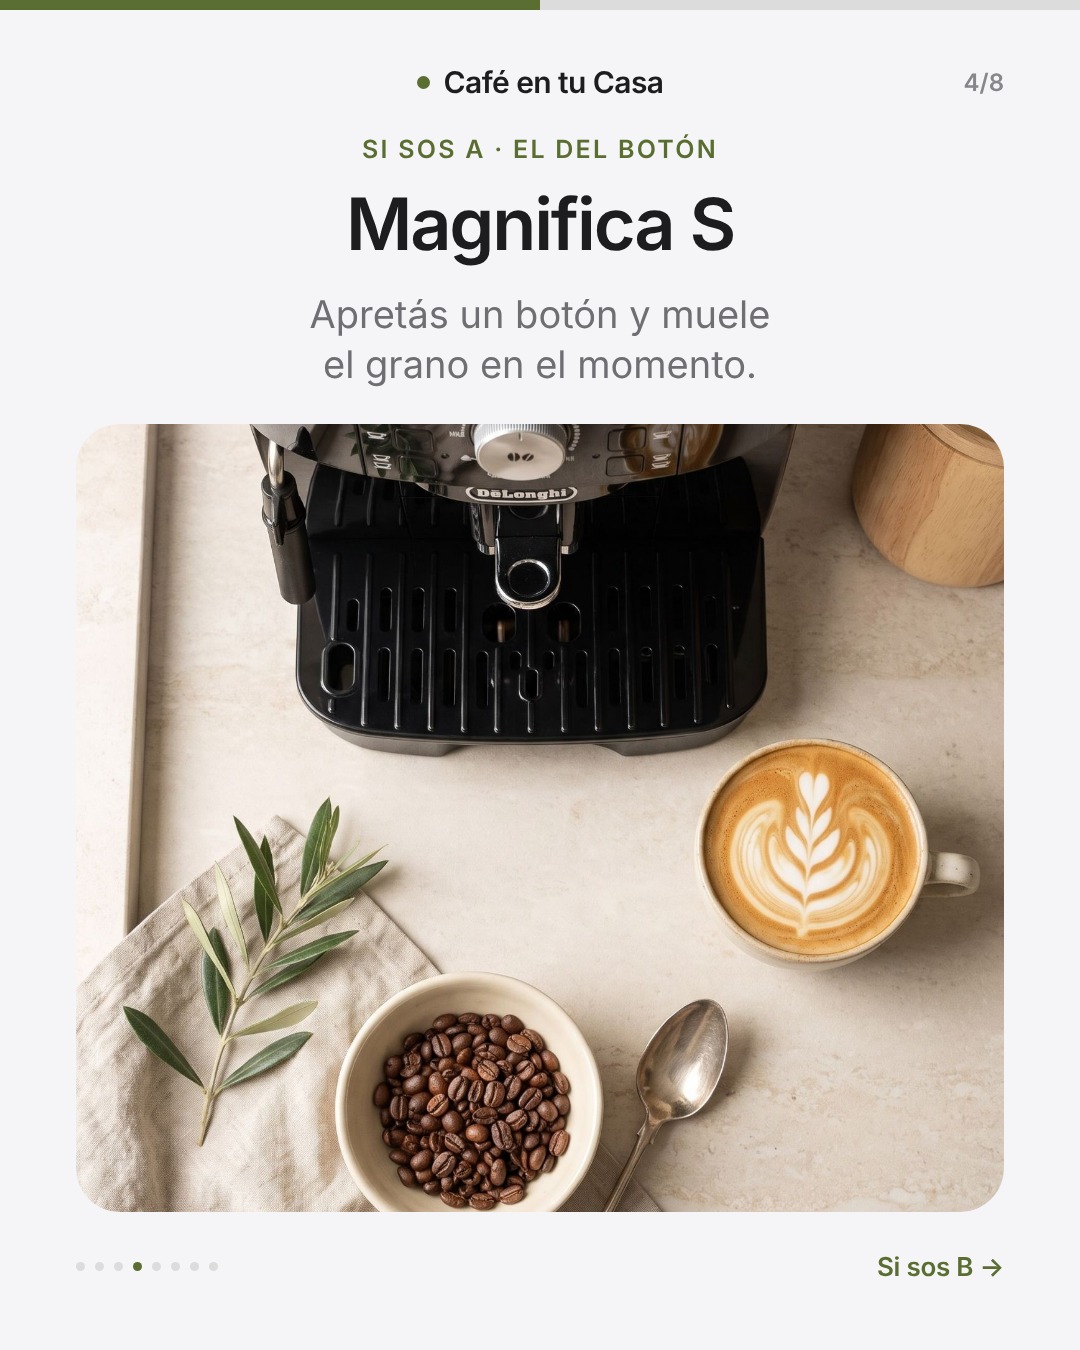 Café en tu Casa
4/8
SI SOS A · EL DEL BOTÓN
Magnifica S
Apretás un botón y muele
el grano en el momento.
DeLonghi
Si sos B →